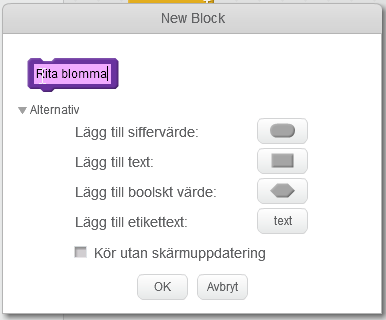 New Block
Rita blomma
Alternativ
Lägg till siffervärde:
Lägg till text:
Lägg till boolskt värde:
Lägg till etikettext: text
Kör utan skärmuppdatering
OK Avbryt